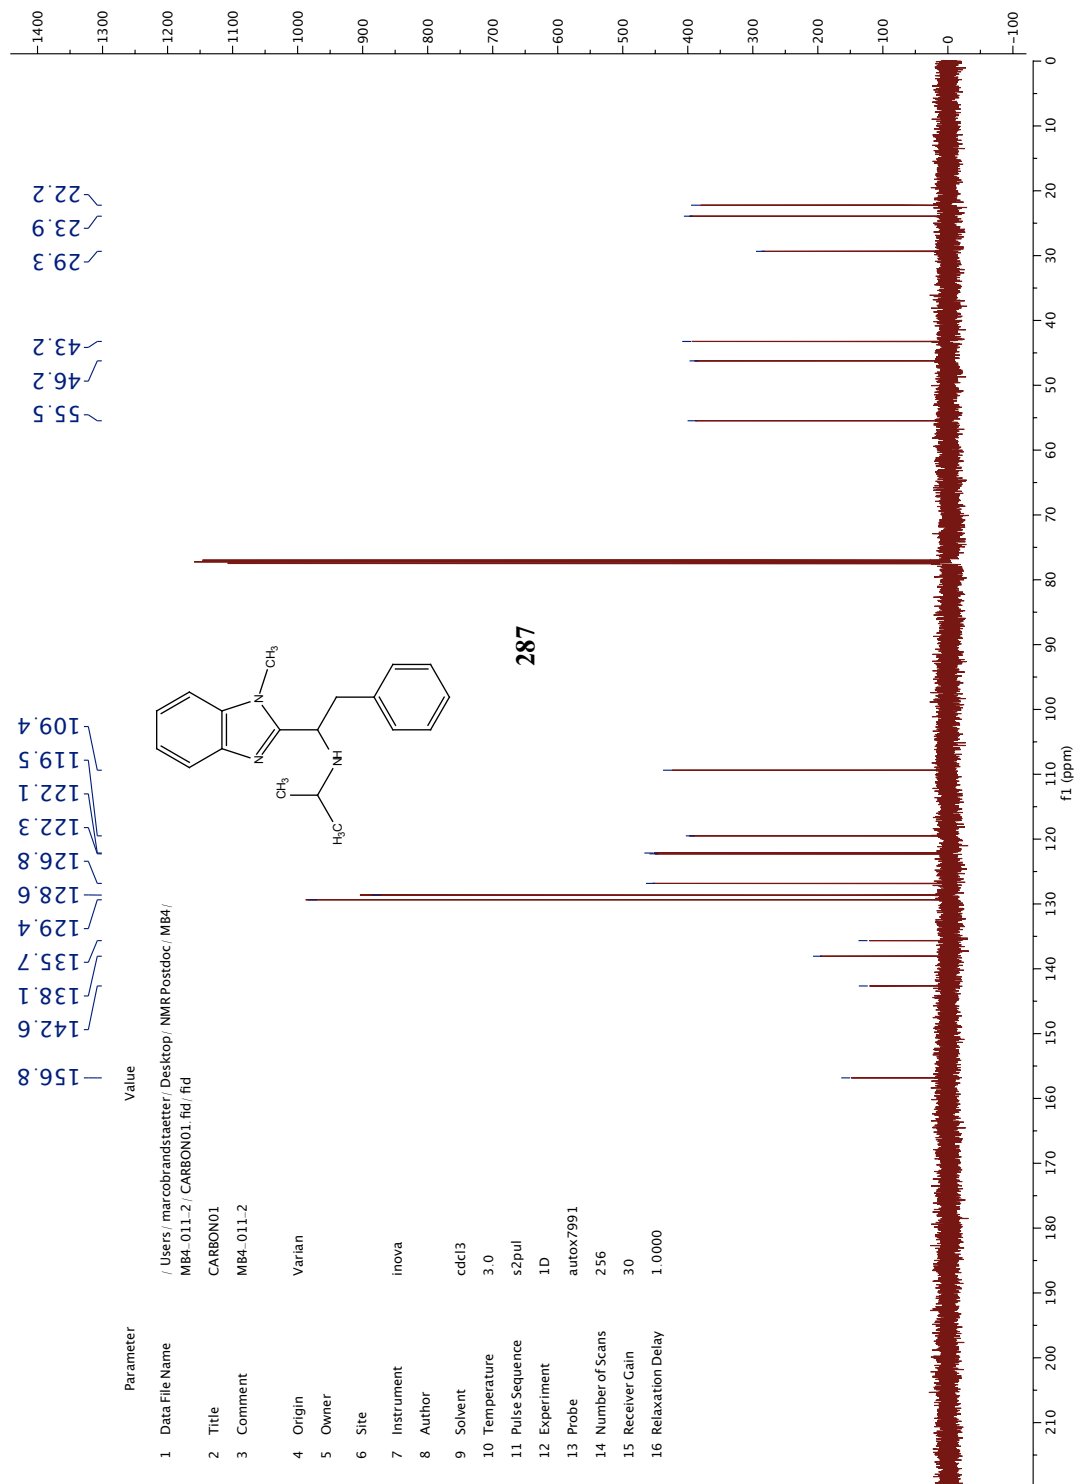 Parameter Value
1 Data File Name / Users/ marcobrandstaetter/ Desktop/ NMR Postdoc/ MB4/
MB4-011-2/ CARBON01.fid/ fid
2 Title CARBON01
3 Comment MB4-011-2
4 Origin Varian
5 Owner
6 Site
7 Instrument inova
8 Author
9 Solvent cdcl3
10 Temperature 3.0
11 Pulse Sequence s2pul
12 Experiment 1D
13 Probe autox7991
14 Number of Scans 256
15 Receiver Gain 30
16 Relaxation Delay 1.0000
156.8
142.6
138.1
135.7
129.4
128.6
126.8
122.3
122.1
119.5
109.4
55.5
46.2
43.2
29.3
23.9
22.2
CH3
N
N
NH
CH3
H3C
287
1400
1300
1200
1100
1000
900
800
700
600
500
400
300
200
100
0
-100
210 200 190 180 170 160 150 140 130 120 110 100 90 80 70 60 50 40 30 20 10 0
f1 (ppm)